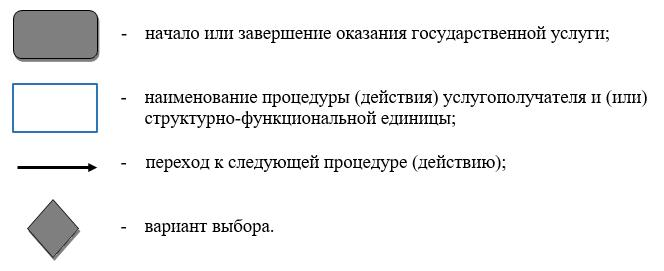 - начало или завершение оказания государственной услуги;
- наименование процедуры (действия) услугополучателя и (или)
структурно-функциональной единицы;
- переход к следующей процедуре (действию);
- вариант выбора.